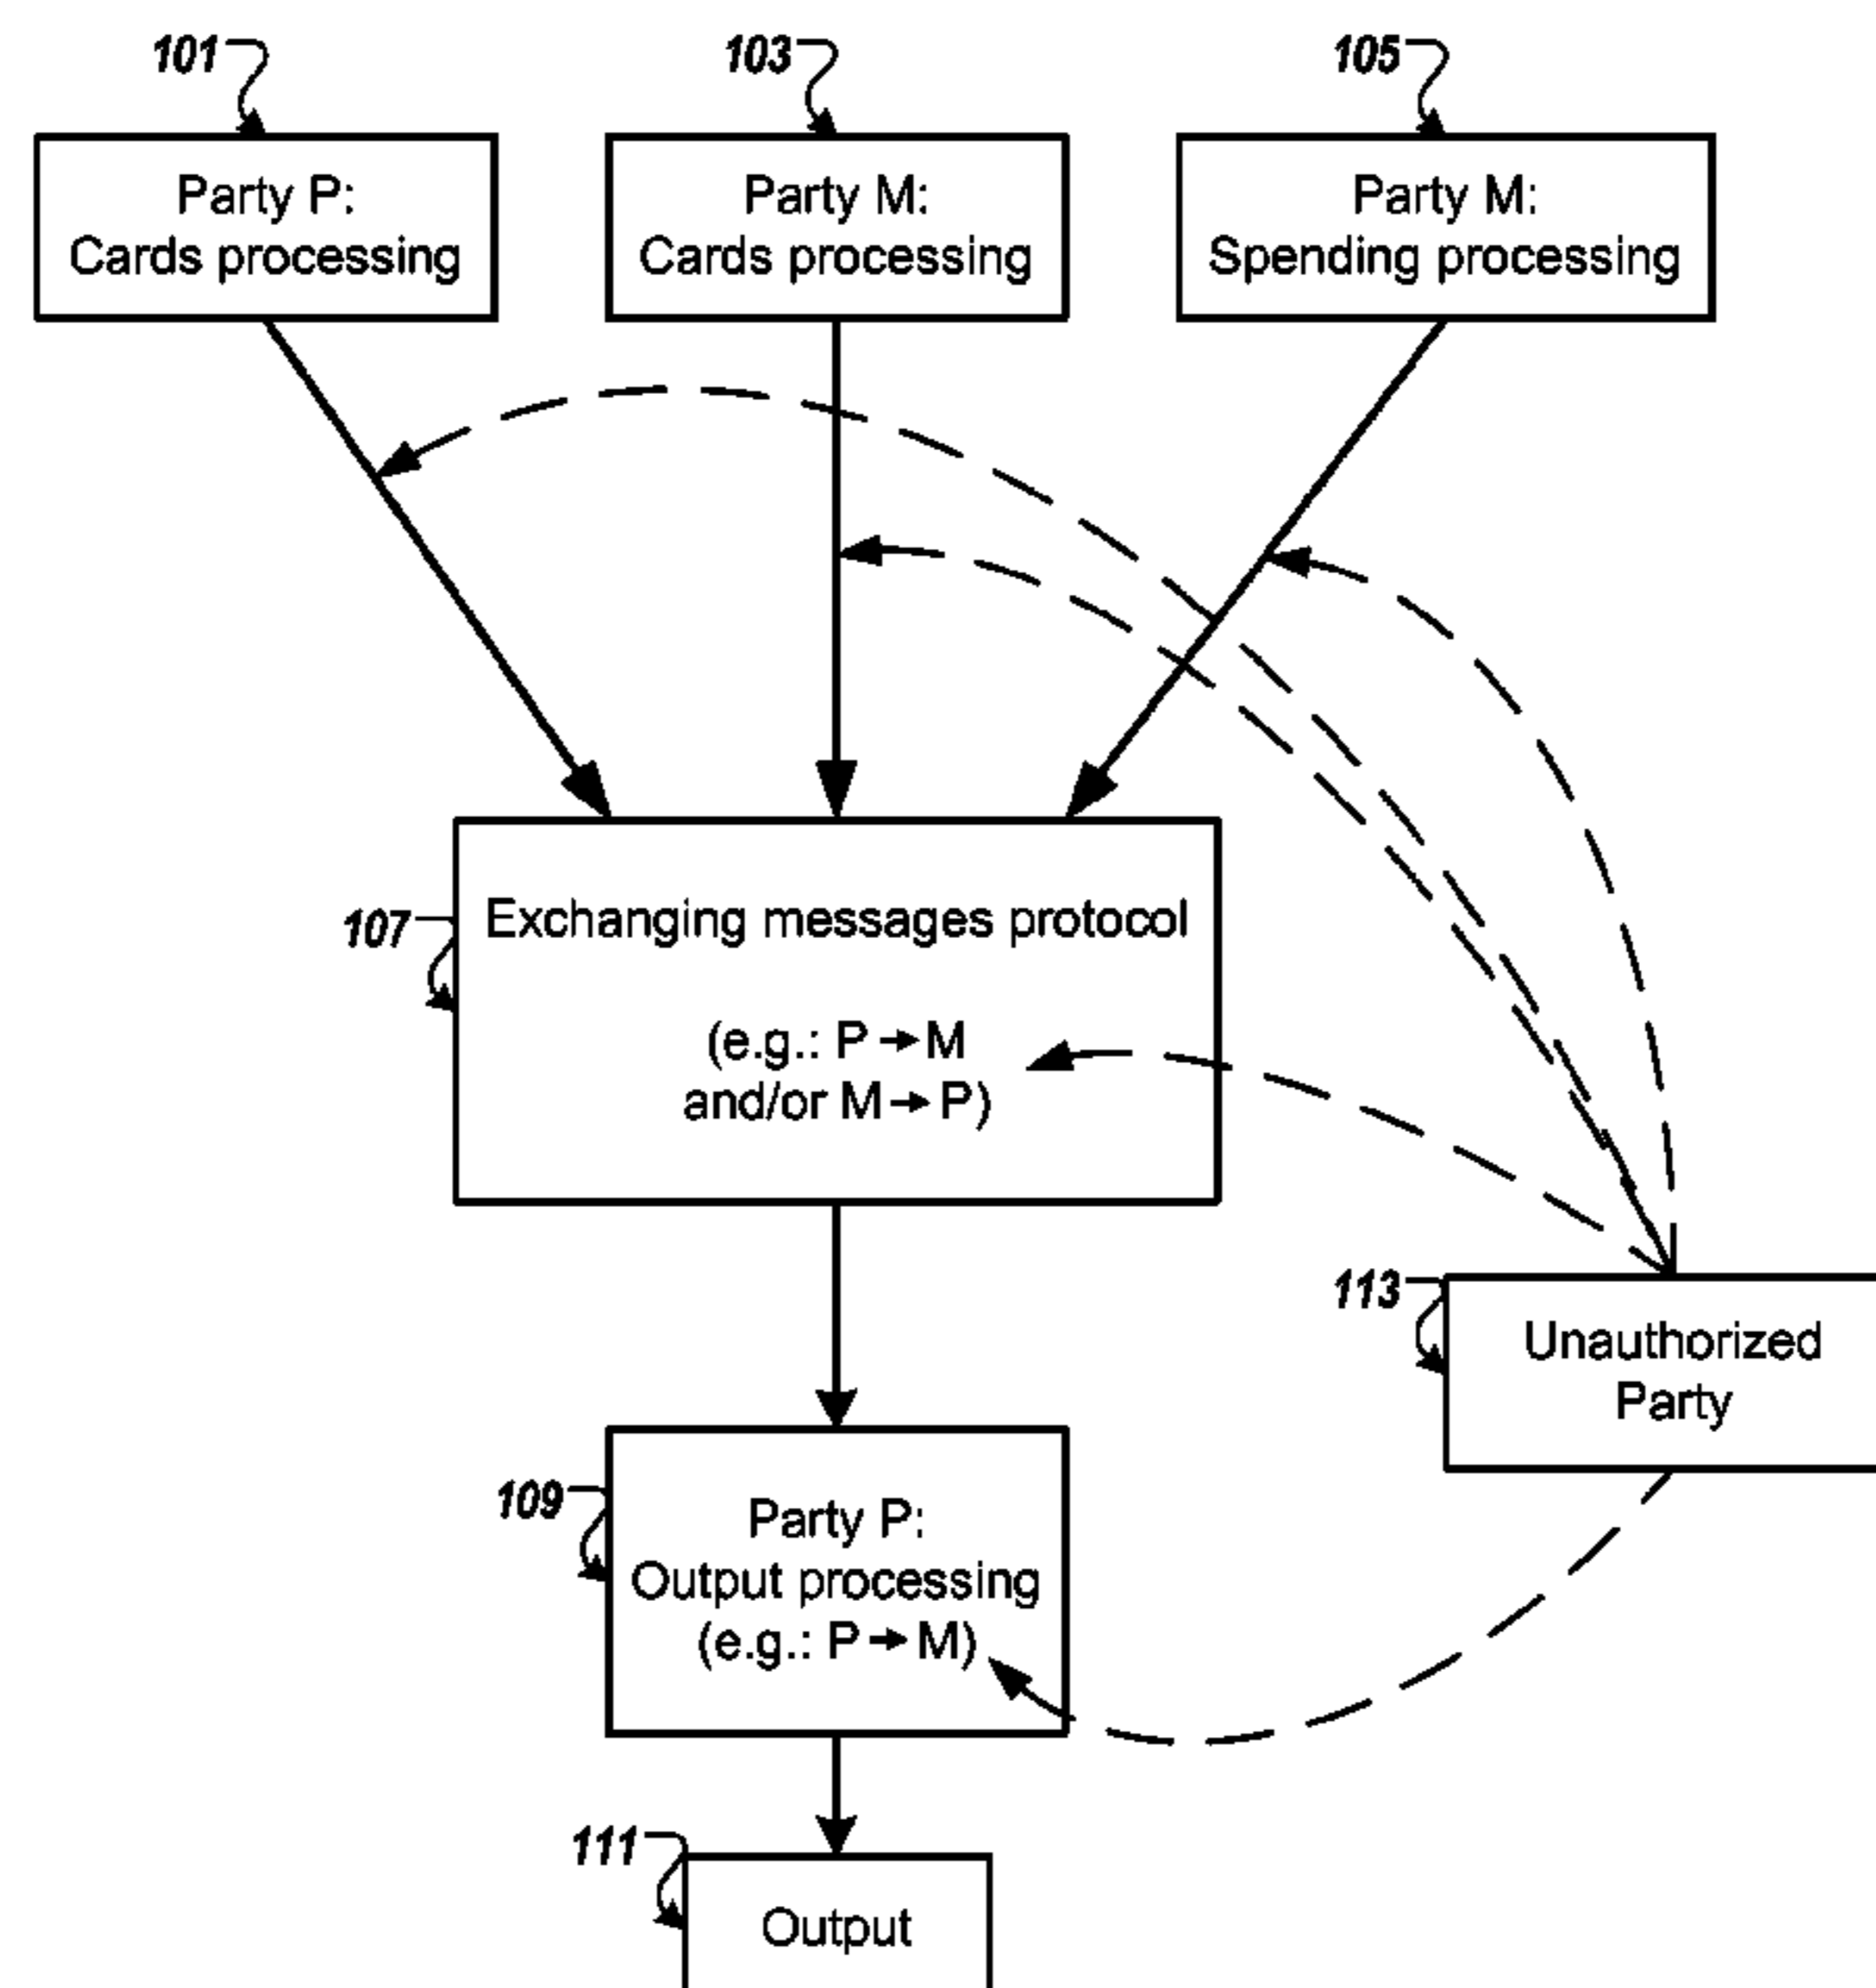 101
103
105
Party P:
Cards processing
Party M:
Cards processing
Party M:
Spending processing
107
Exchanging messages protocol
(e.g.: P → M
and/or M → P)
113
Unauthorized
Party
109
Party P:
Output processing
(e.g.: P → M)
111
Output